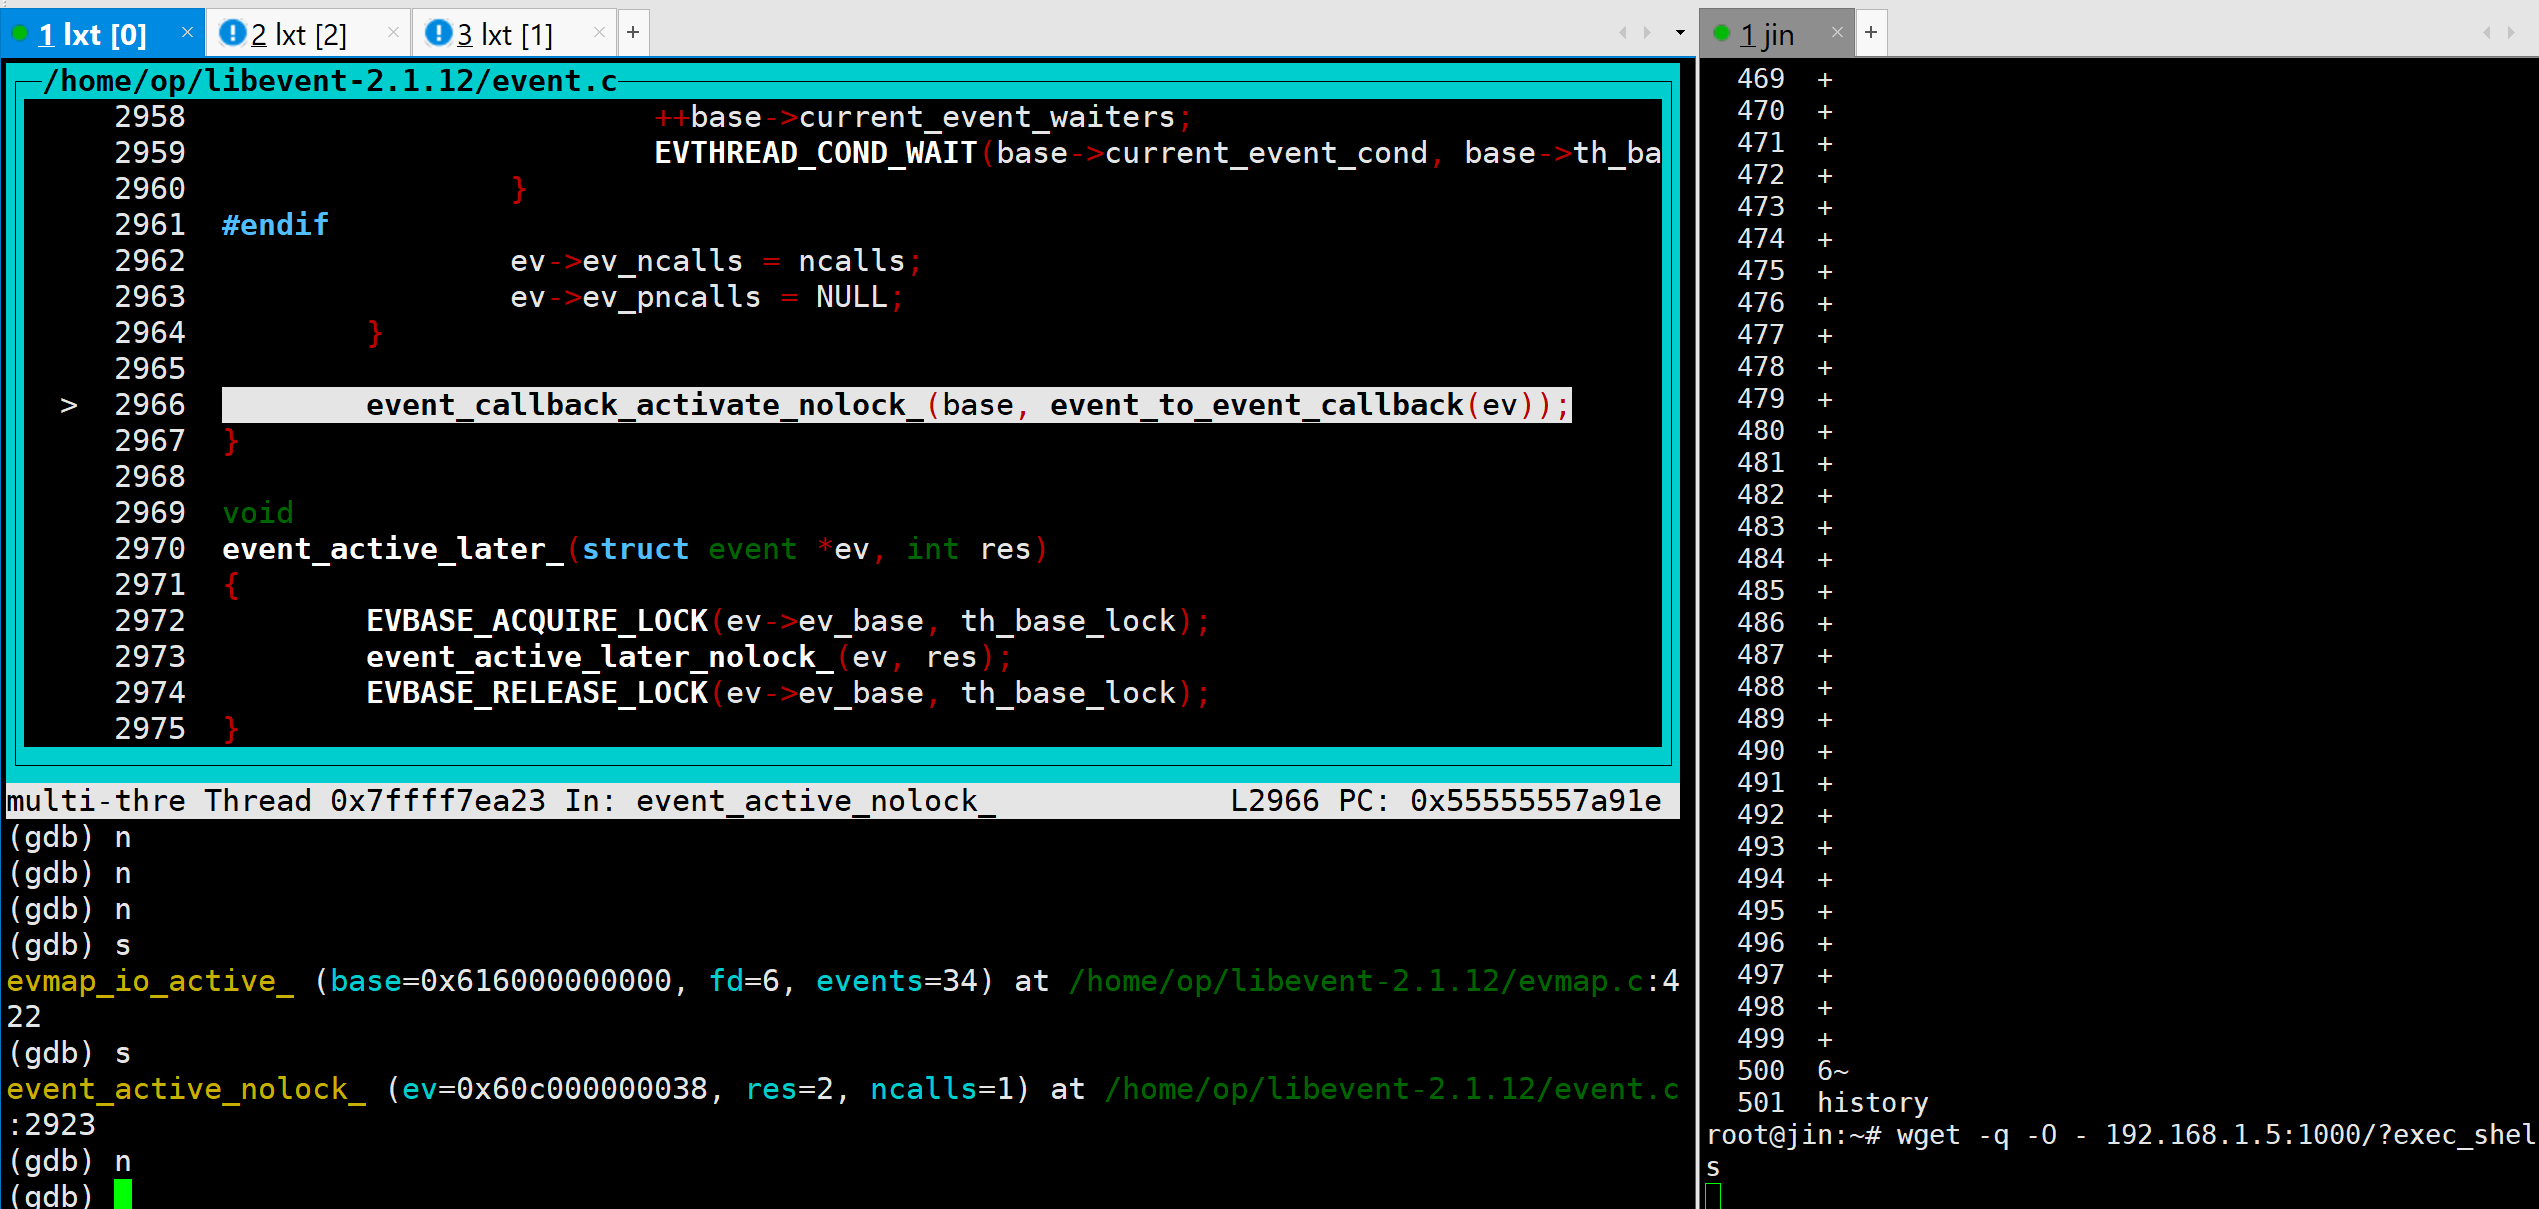 1 lxt [0] × 2 lxt [2] × 3 lxt [1] × +
/home/op/libevent-2.1.12/event.c
2958 ++base->current_event_waiters;
2959 EVTHREAD_COND_WAIT(base->current_event_cond, base->th_ba
2960 }
2961 #endif
2962 ev->ev_ncalls = ncalls;
2963 ev->ev_pncalls = NULL;
2964 }
2965
> 2966 event_callback_activate_nolock_(base, event_to_event_callback(ev));
2967 }
2968
2969 void
2970 event_active_later_(struct event *ev, int res)
2971 {
2972 EVBASE_ACQUIRE_LOCK(ev->ev_base, th_base_lock);
2973 event_active_later_nolock_(ev, res);
2974 EVBASE_RELEASE_LOCK(ev->ev_base, th_base_lock);
2975 }
multi-thre Thread 0x7ffff7ea23 In: event_active_nolock_ L2966 PC: 0x55555557a91e
(gdb) n
(gdb) n
(gdb) n
(gdb) s
evmap_io_active_ (base=0x616000000000, fd=6, events=34) at /home/op/libevent-2.1.12/evmap.c:4
22
(gdb) s
event_active_nolock_ (ev=0x60c000000038, res=2, ncalls=1) at /home/op/libevent-2.1.12/event.c
:2923
(gdb) n
(gdb)
1 jin × +
469 +
470 +
471 +
472 +
473 +
474 +
475 +
476 +
477 +
478 +
479 +
480 +
481 +
482 +
483 +
484 +
485 +
486 +
487 +
488 +
489 +
490 +
491 +
492 +
493 +
494 +
495 +
496 +
497 +
498 +
499 +
500 6~
501 history
root@jin:~# wget -q -O - 192.168.1.5:1000/?exec_shel
s